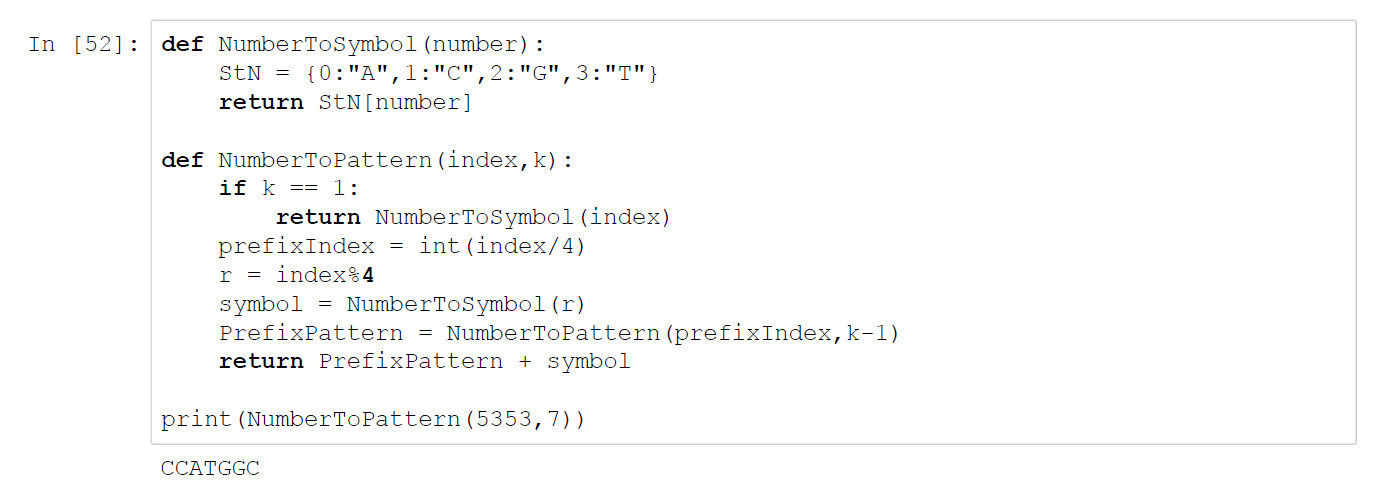 In [52]: def NumberToSymbol(number):
    StN = {0:"A",1:"C",2:"G",3:"T"}
    return StN[number]

def NumberToPattern(index,k):
    if k == 1:
        return NumberToSymbol(index)
    prefixIndex = int(index/4)
    r = index%4
    symbol = NumberToSymbol(r)
    PrefixPattern = NumberToPattern(prefixIndex,k-1)
    return PrefixPattern + symbol

print(NumberToPattern(5353,7))
CCATGGC